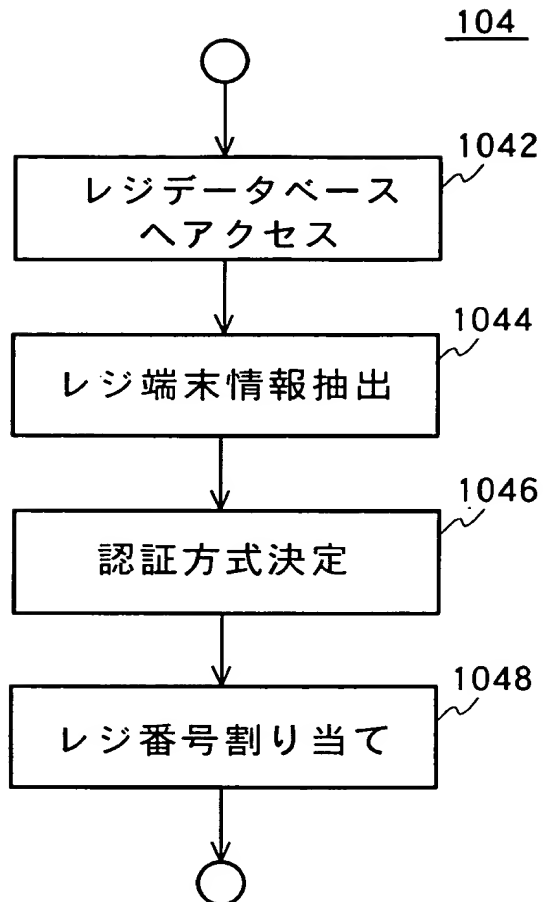 104
1042
レジデータベース
へアクセス
1044
レジ端末情報抽出
1046
認証方式決定
1048
レジ番号割り当て